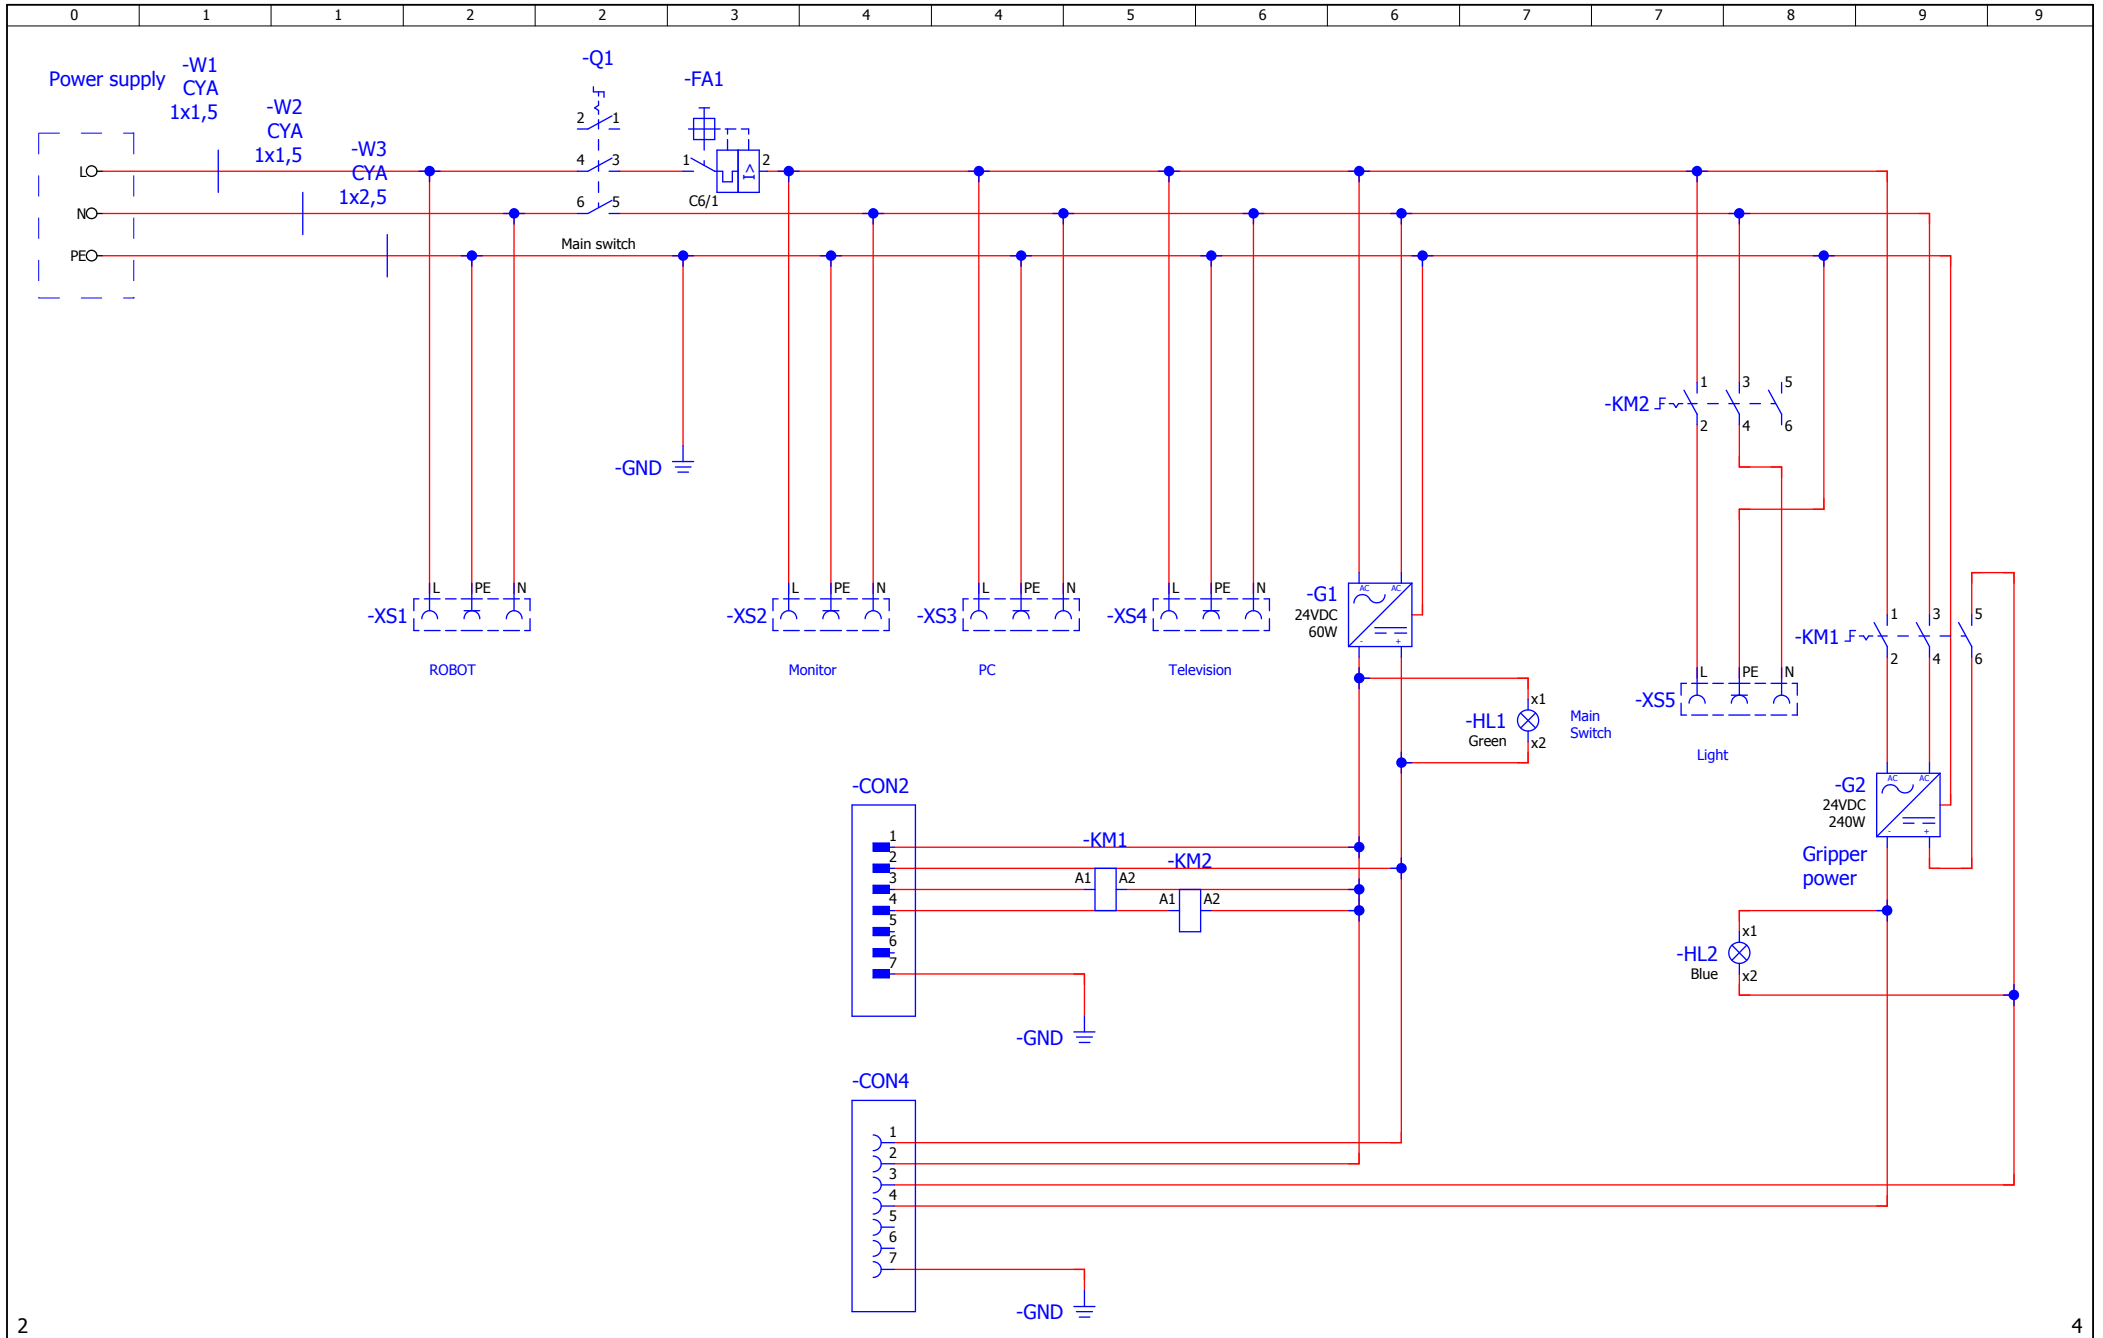 0 1 1 2 2 3 4 4 5 6 6 7 7 8 9 9
Power supply
-W1
CYA
1x1,5
-W2
CYA
1x1,5
-W3
CYA
1x2,5
L
N
PE
-Q1
2 1
4 3
6 5
Main switch
-FA1
1 2
I>
C6/1
-GND
L PE N
-XS1
ROBOT
L PE N
-XS2
Monitor
L PE N
-XS3
PC
L PE N
-XS4
Television
-G1
24VDC
60W
AC AC
- +
x1
-HL1
Green
x2
Main
Switch
-KM2
1 3 5
2 4 6
L PE N
-XS5
Light
-KM1
1 3 5
2 4 6
-G2
24VDC
240W
AC AC
- +
Gripper
power
x1
-HL2
Blue
x2
-CON2
1
2
3
4
5
6
7
-KM1
A1 A2
-KM2
A1 A2
-GND
-CON4
1
2
3
4
5
6
7
-GND
2 4